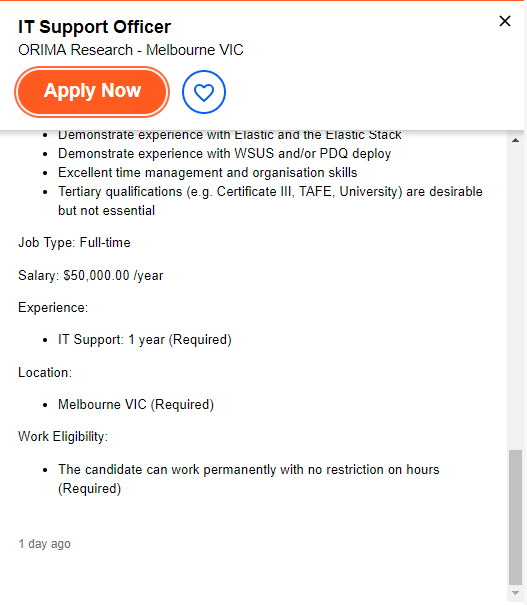 IT Support Officer
ORIMA Research - Melbourne VIC
Apply Now
Demonstrate experience with Elastic and the Elastic Stack
Demonstrate experience with WSUS and/or PDQ deploy
Excellent time management and organisation skills
Tertiary qualifications (e.g. Certificate III, TAFE, University) are desirable
but not essential
Job Type: Full-time
Salary: $50,000.00 /year
Experience:
IT Support: 1 year (Required)
Location:
Melbourne VIC (Required)
Work Eligibility:
The candidate can work permanently with no restriction on hours
(Required)
1 day ago